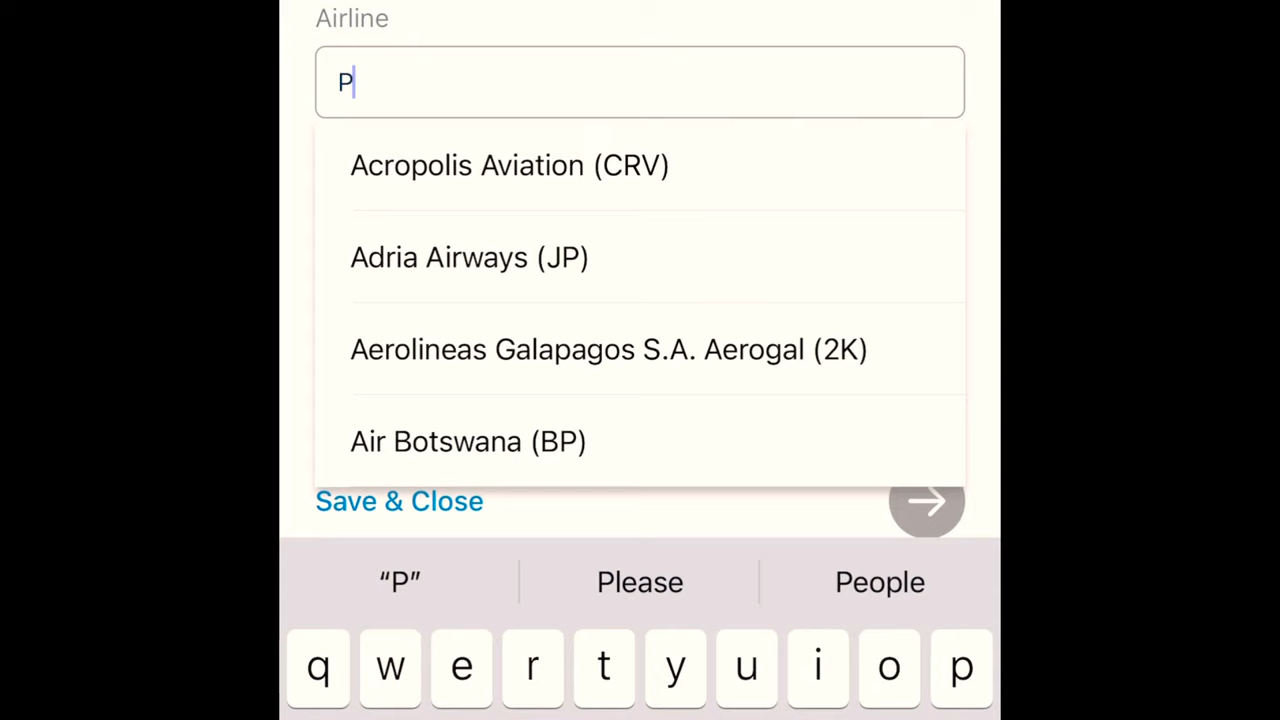 Airline
P
Acropolis Aviation (CRV)
Adria Airways (JP)
Aerolineas Galapagos S.A. Aerogal (2K)
Air Botswana (BP)
Save & Close
“P” Please People
q w e r t y u i o p